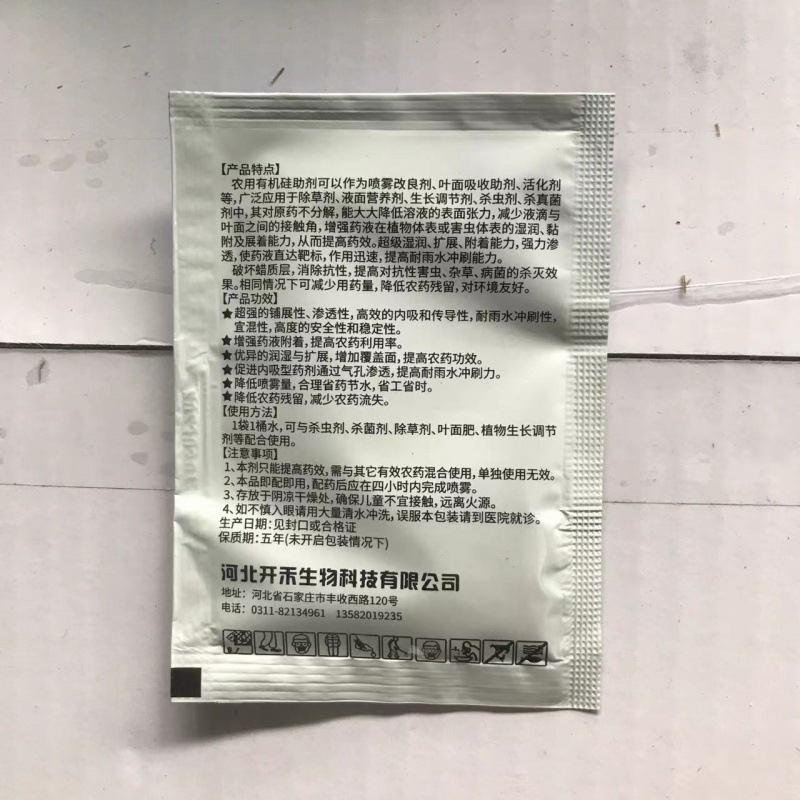 【产品特点】
农用有机硅助剂可以作为喷雾改良剂、叶面吸收助剂、活化剂
等,广泛应用于除草剂、液面营养剂、生长调节剂、杀虫剂、杀真菌
剂中,其对原药不分解,能大大降低溶液的表面张力,减少液滴与
叶面之间的接触角,增强药液在植物体表或害虫体表的湿润、黏
附及展着能力,从而提高药效。超级湿润、扩展、附着能力,强力渗
透,使药液直达靶标,作用迅速,提高耐雨水冲刷能力。
破坏蜡质层,消除抗性,提高对抗性害虫、杂草、病菌的杀灭效
果。相同情况下可减少用药量,降低农药残留,对环境友好。
【产品功效】
★超强的铺展性、渗透性,高效的内吸和传导性,耐雨水冲刷性,
宜混性,高度的安全性和稳定性。
★增强药液附着,提高农药利用率。
★优异的润湿与扩展,增加覆盖面,提高农药功效。
★促进内吸型药剂通过气孔渗透,提高耐雨水冲刷力。
★降低喷雾量,合理省药节水,省工省时。
★降低农药残留,减少农药流失。
【使用方法】
1袋1桶水,可与杀虫剂、杀菌剂、除草剂、叶面肥、植物生长调节
剂等配合使用。
【注意事项】
1、本剂只能提高药效,需与其它有效农药混合使用,单独使用无效。
2、本品即配即用,配药后应在四小时内完成喷雾。
3、存放于阴凉干燥处,确保儿童不宜接触,远离火源。
4、如不慎入眼请用大量清水冲洗,误服本包装请到医院就诊。
生产日期:见封口或合格证
保质期:五年(未开启包装情况下)
河北开禾生物科技有限公司
地址:河北省石家庄市丰收西路120号
电话:0311-82134961 13582019235